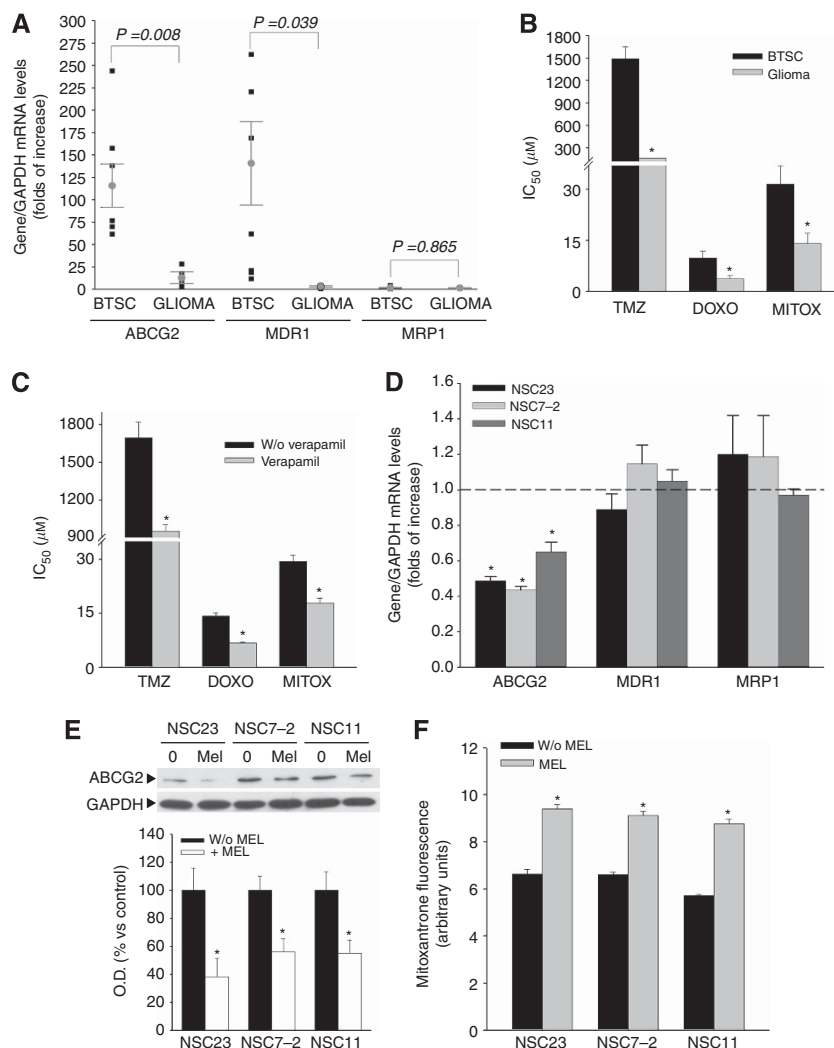 A
P =0.008
P =0.039
P =0.865
Gene/GAPDH mRNA levels
(folds of increase)
300
275
250
225
200
175
150
125
100
75
50
25
0
BTSC GLIOMA BTSC GLIOMA BTSC GLIOMA
ABCG2 MDR1 MRP1
B
BTSC
Glioma
IC50 (μM)
1800
1500
1200
900
600
300
30
15
0
* * *
TMZ DOXO MITOX
C
W/o verapamil
Verapamil
IC50 (μM)
1800
1500
1200
900
30
15
0
* * *
TMZ DOXO MITOX
D
NSC23
NSC7–2
NSC11
Gene/GAPDH mRNA levels
(folds of increase)
1.6
1.4
1.2
1.0
0.8
0.6
0.4
0.2
0.0
* * *
ABCG2 MDR1 MRP1
E
NSC23 NSC7–2 NSC11
0 Mel 0 Mel 0 Mel
ABCG2
GAPDH
W/o MEL
+ MEL
O.D. (% vs control)
140
120
100
80
60
40
20
0
* * *
NSC23 NSC7–2 NSC11
F
W/o MEL
MEL
Mitoxantrone fluorescence
(arbitrary units)
12
10
8
6
4
2
0
* * *
NSC23 NSC7–2 NSC11